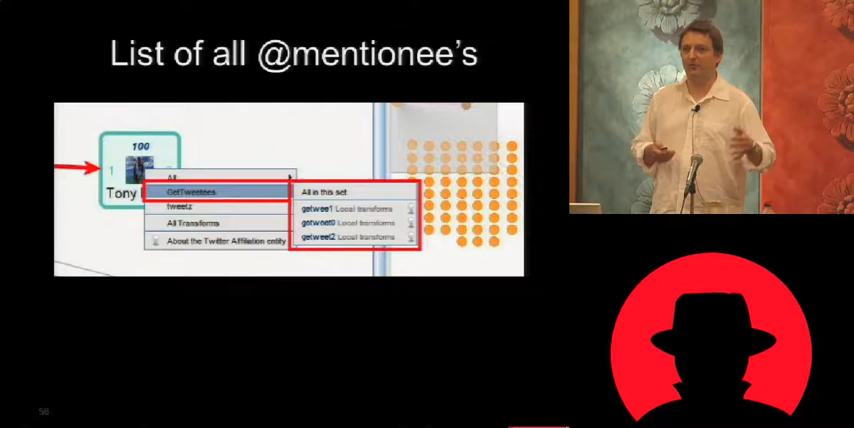 List of all @mentionee's
100
1
Tony
All
GetTweetees
tweetz
All Transforms
About the Twitter Affiliation entity
All in this set
getwee1 Local transforms
getweet0 Local transforms
getweet2 Local transforms
58